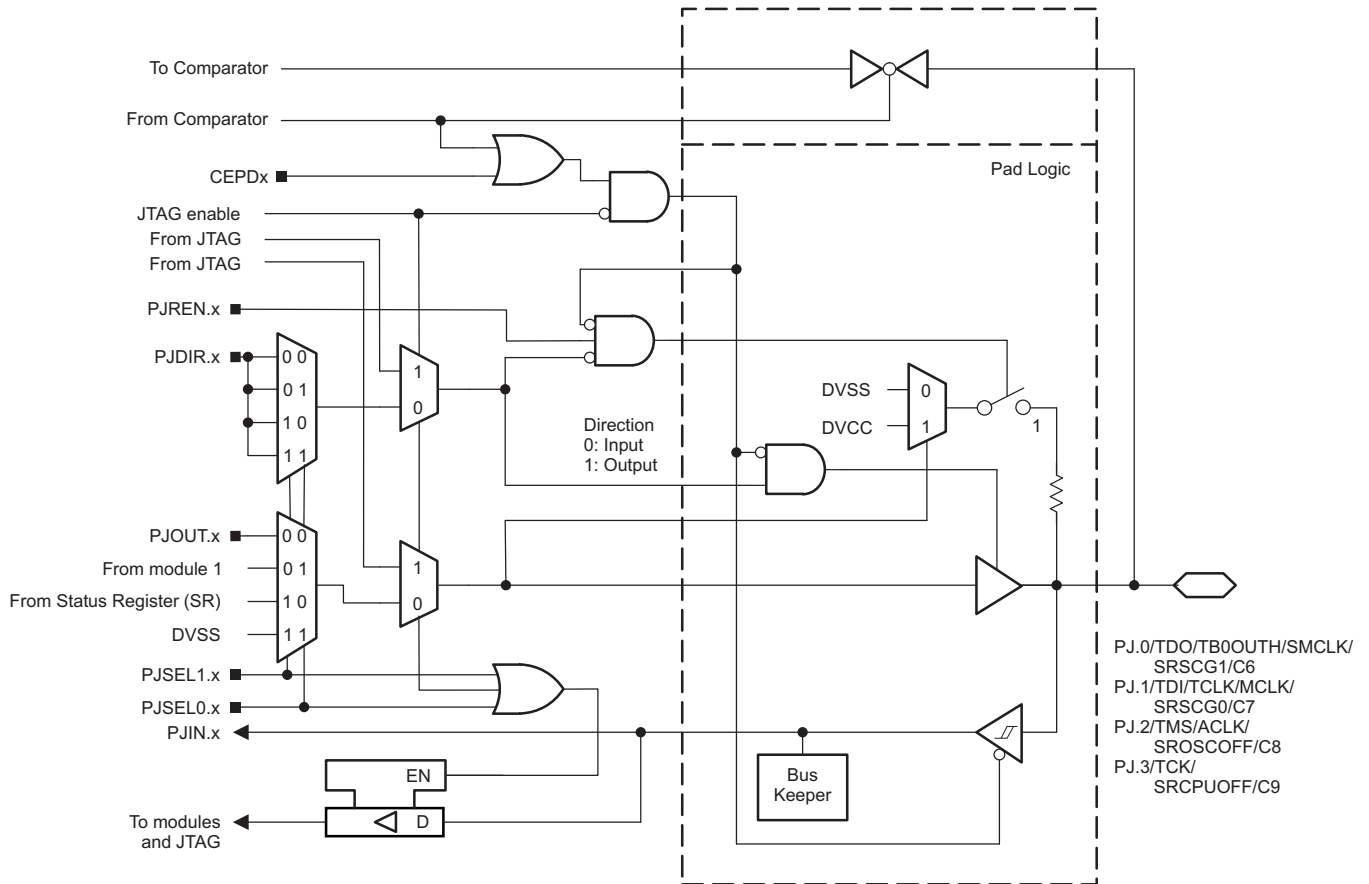 To Comparator
From Comparator
Pad Logic
CEPDx
JTAG enable
From JTAG
From JTAG
PJREN.x
PJDIR.x
0 0
0 1
1 0
1 1
1
0
Direction
0: Input
1: Output
DVSS
DVCC
0
1
1
PJOUT.x
From module 1
From Status Register (SR)
DVSS
0 0
0 1
1 0
1 1
1
0
PJSEL1.x
PJSEL0.x
PJIN.x
EN
D
To modules
and JTAG
Bus
Keeper
PJ.0/TDO/TB0OUTH/SMCLK/
SRSCG1/C6
PJ.1/TDI/TCLK/MCLK/
SRSCG0/C7
PJ.2/TMS/ACLK/
SROSCOFF/C8
PJ.3/TCK/
SRCPUOFF/C9